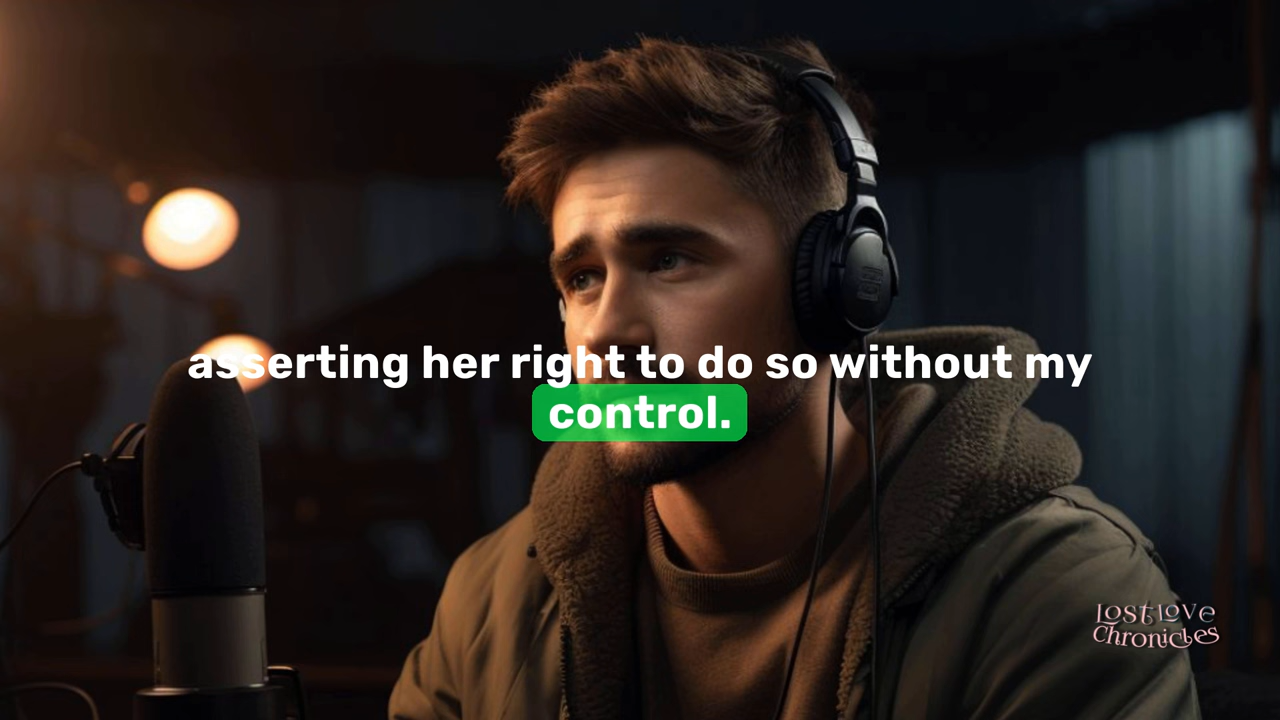 asserting her right to do so without my
control.
Lost Love
Chronicles